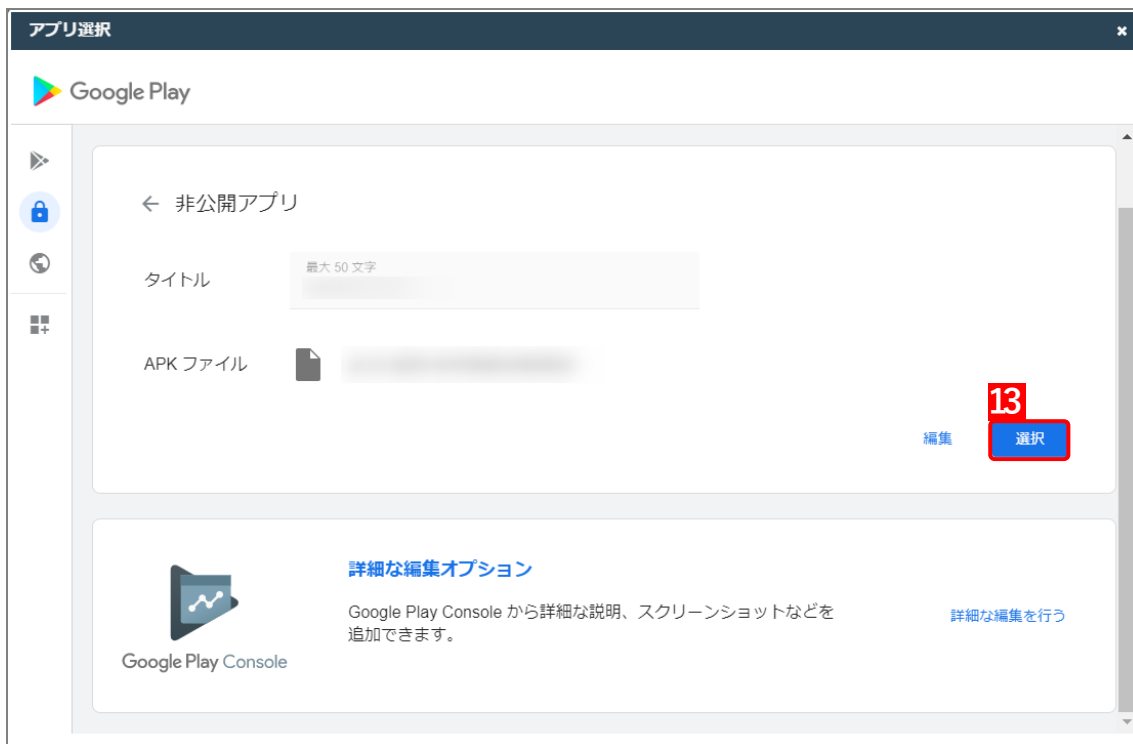 アプリ選択
Google Play
← 非公開アプリ
タイトル
最大 50 文字
APK ファイル
13
編集
選択
詳細な編集オプション
Google Play Console から詳細な説明、スクリーンショットなどを
追加できます。
詳細な編集を行う
Google Play Console